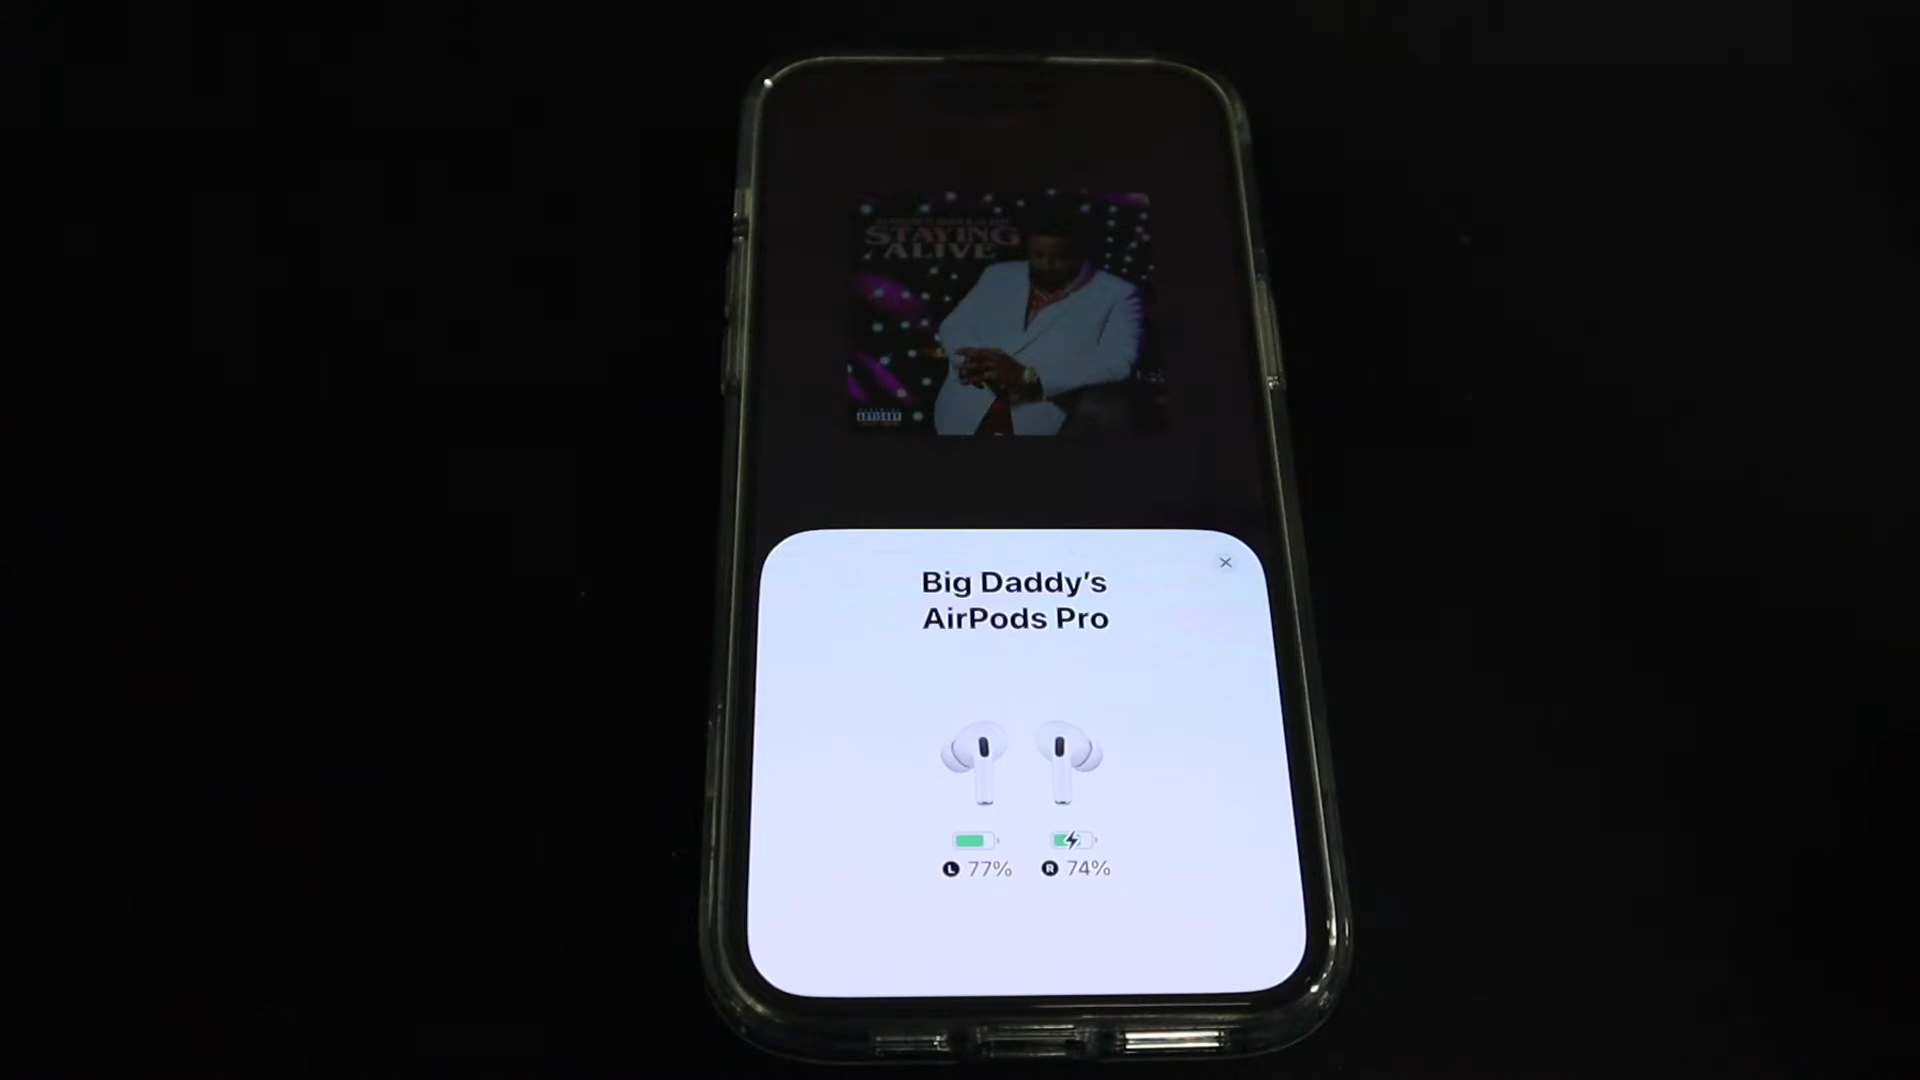 STAYING
ALIVE
Big Daddy's
AirPods Pro
L 77%
R 74%